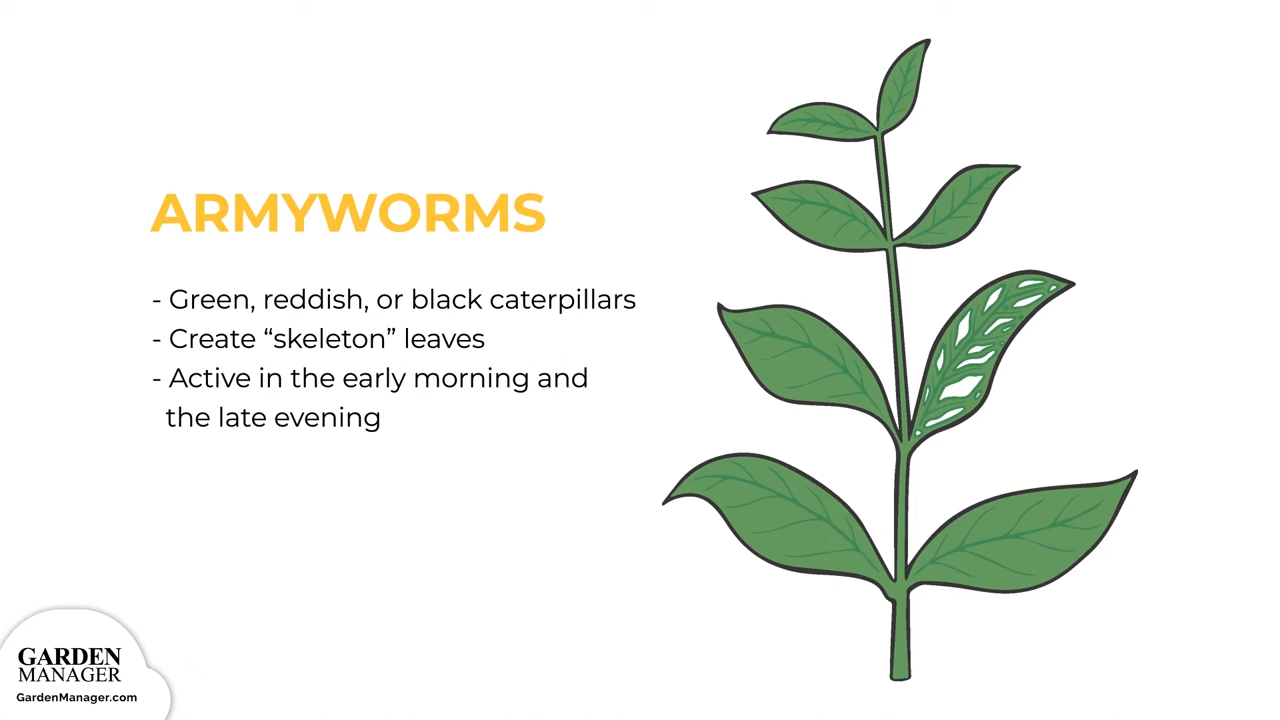 ARMYWORMS
- Green, reddish, or black caterpillars
- Create “skeleton” leaves
- Active in the early morning and
the late evening
GARDEN
MANAGER
GardenManager.com